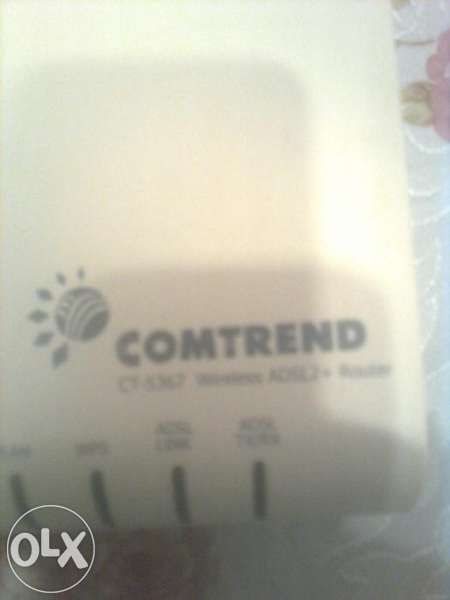 COMTREND
CT-5367 Wireless ADSL2+ Router
WPS
ADSL
LINK
ADSL
TX/RX
OLX